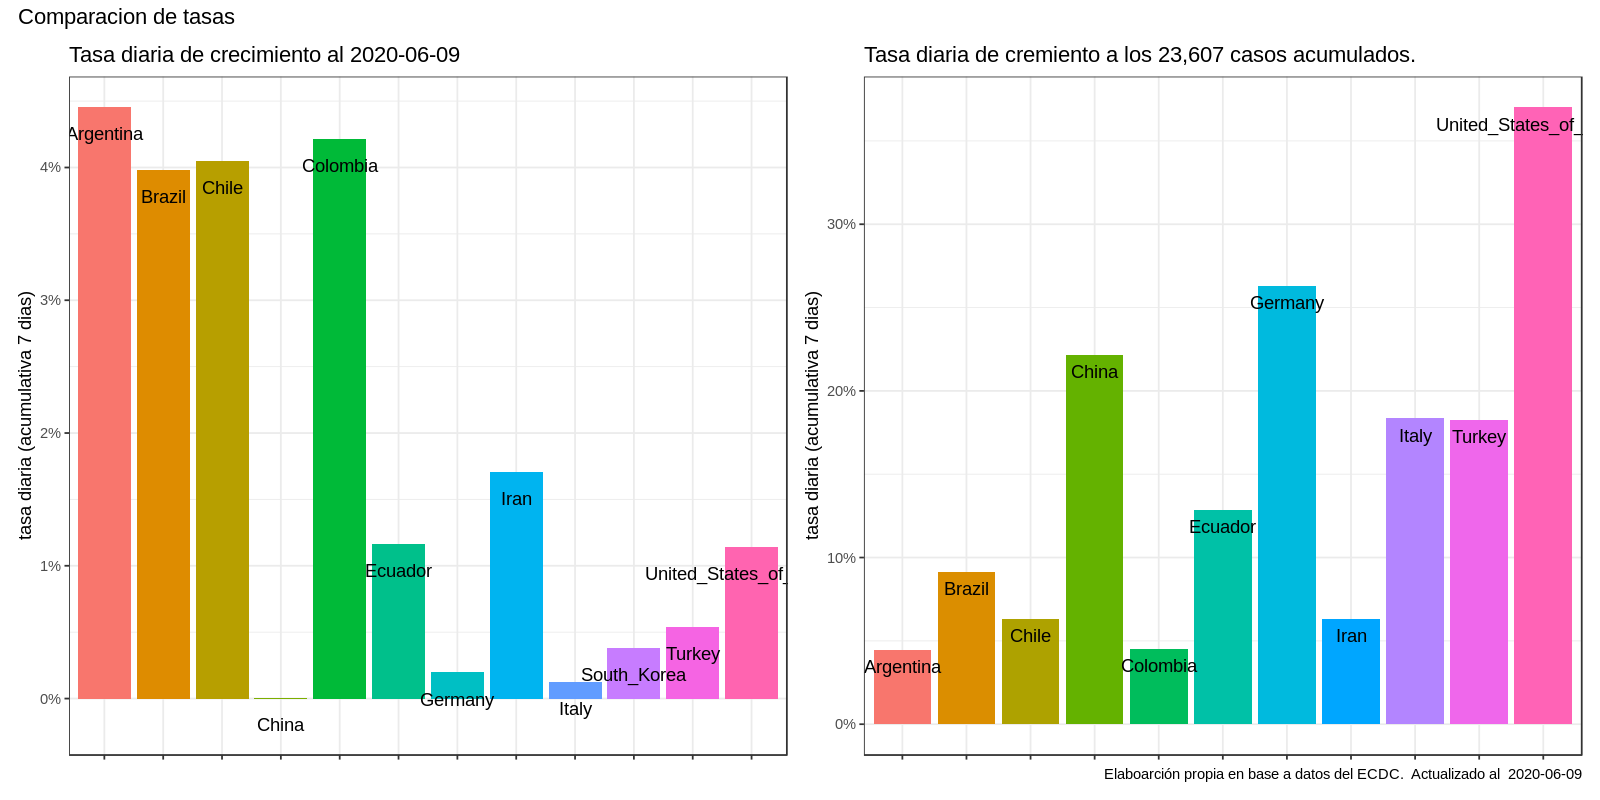 Comparacion de tasas
Tasa diaria de crecimiento al 2020-06-09
tasa diaria (acumulativa 7 dias)
4%
3%
2%
1%
0%
Argentina
Brazil
Chile
China
Colombia
Ecuador
Germany
Iran
Italy
South_Korea
Turkey
United_States_of_
Tasa diaria de cremiento a los 23,607 casos acumulados.
tasa diaria (acumulativa 7 dias)
30%
20%
10%
0%
Argentina
Brazil
Chile
China
Colombia
Ecuador
Germany
Iran
Italy
Turkey
United_States_of_
Elaboarción propia en base a datos del ECDC.  Actualizado al  2020-06-09